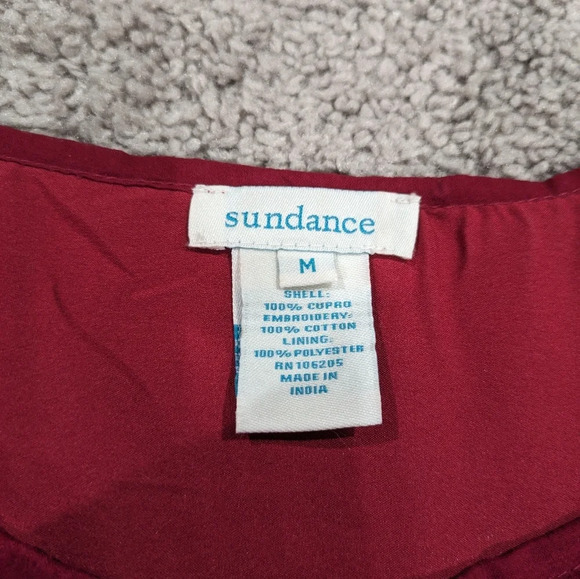 sundance
M
SHELL:
100% CUPRO
EMBROIDERY:
100% COTTON
LINING:
100% POLYESTER
RN 106205
MADE IN
INDIA